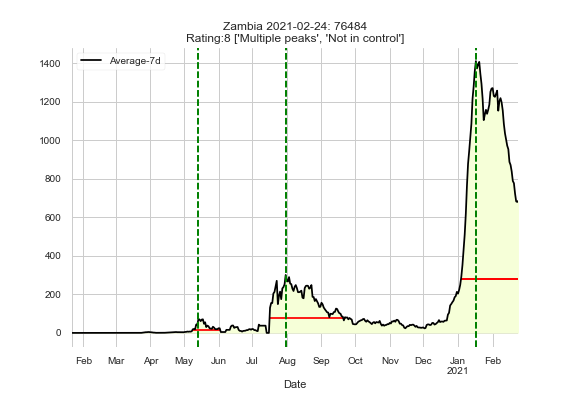 Zambia 2021-02-24: 76484
Rating:8 ['Multiple peaks', 'Not in control']
Average-7d
1400
1200
1000
800
600
400
200
0
Feb Mar Apr May Jun Jul Aug Sep Oct Nov Dec Jan Feb
2021
Date